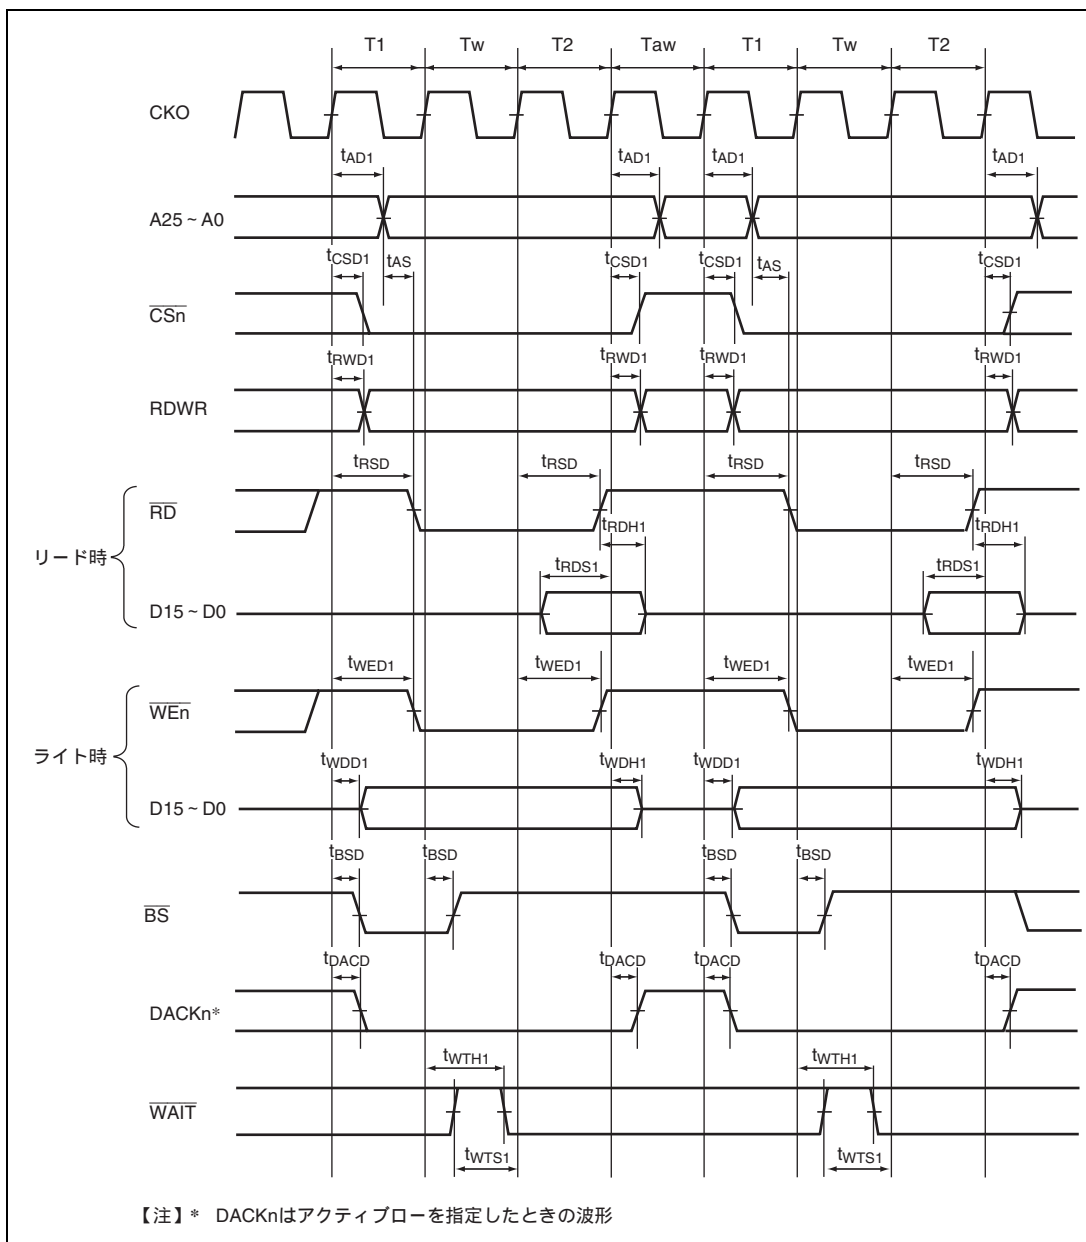 T1 Tw T2 Taw T1 Tw T2
CKO
tAD1 tAD1 tAD1 tAD1
A25 ~ A0
tCSD1 tAS tCSD1 tCSD1 tAS tCSD1
CSn
tRWD1 tRWD1 tRWD1 tRWD1
RDWR
tRSD tRSD tRSD tRSD
RD
tRDH1 tRDH1
リード時
tRDS1 tRDS1
D15 ~ D0
tWED1 tWED1 tWED1 tWED1
WEn
ライト時
tWDD1 tWDH1 tWDD1 tWDH1
D15 ~ D0
tBSD tBSD tBSD tBSD
BS
tDACD tDACD tDACD tDACD
DACKn*
tWTH1 tWTH1
WAIT
tWTS1 tWTS1
【注】* DACKnはアクティブローを指定したときの波形